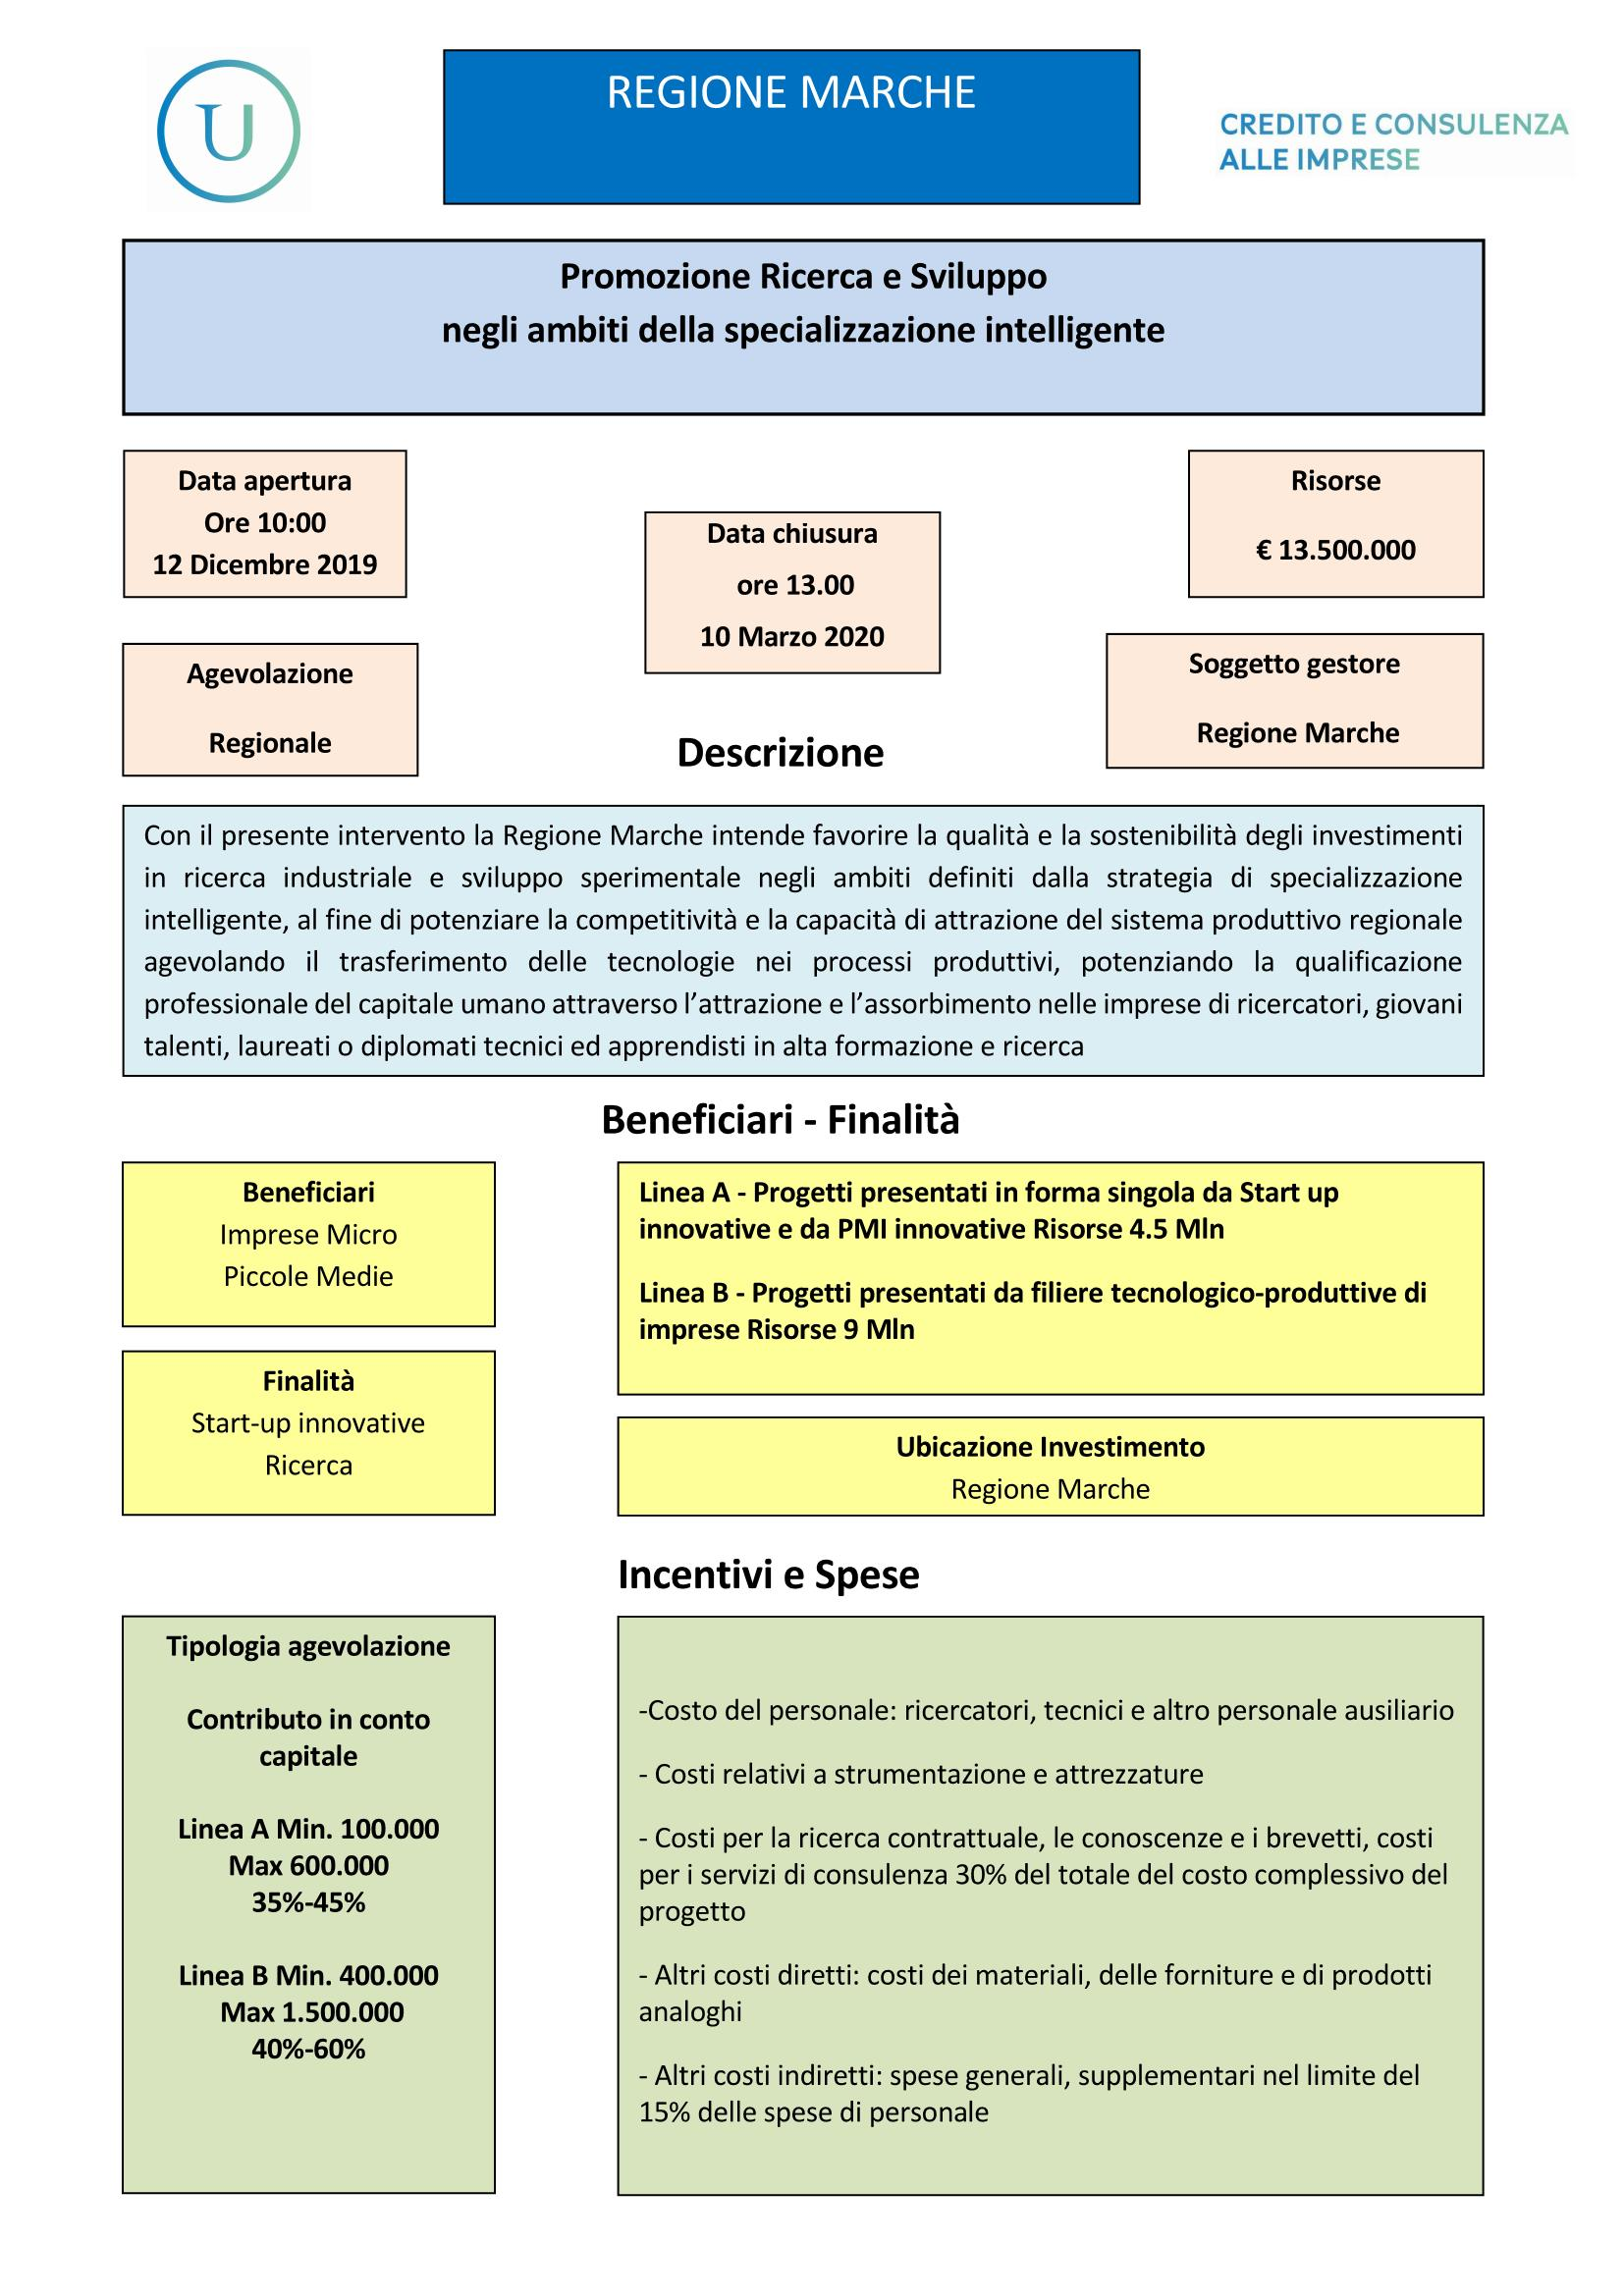 U
REGIONE MARCHE
CREDITO E CONSULENZA
ALLE IMPRESE
Promozione Ricerca e Sviluppo
negli ambiti della specializzazione intelligente
Data apertura
Ore 10:00
12 Dicembre 2019
Data chiusura
ore 13.00
10 Marzo 2020
Risorse
€ 13.500.000
Agevolazione
Regionale
Soggetto gestore
Regione Marche
Descrizione
Con il presente intervento la Regione Marche intende favorire la qualità e la sostenibilità degli investimenti
in ricerca industriale e sviluppo sperimentale negli ambiti definiti dalla strategia di specializzazione
intelligente, al fine di potenziare la competitività e la capacità di attrazione del sistema produttivo regionale
agevolando il trasferimento delle tecnologie nei processi produttivi, potenziando la qualificazione
professionale del capitale umano attraverso l’attrazione e l’assorbimento nelle imprese di ricercatori, giovani
talenti, laureati o diplomati tecnici ed apprendisti in alta formazione e ricerca
Beneficiari - Finalità
Beneficiari
Imprese Micro
Piccole Medie
Finalità
Start-up innovative
Ricerca
Linea A - Progetti presentati in forma singola da Start up
innovative e da PMI innovative Risorse 4.5 Mln
Linea B - Progetti presentati da filiere tecnologico-produttive di
imprese Risorse 9 Mln
Ubicazione Investimento
Regione Marche
Incentivi e Spese
Tipologia agevolazione
Contributo in conto
capitale
Linea A Min. 100.000
Max 600.000
35%-45%
Linea B Min. 400.000
Max 1.500.000
40%-60%
-Costo del personale: ricercatori, tecnici e altro personale ausiliario
- Costi relativi a strumentazione e attrezzature
- Costi per la ricerca contrattuale, le conoscenze e i brevetti, costi
per i servizi di consulenza 30% del totale del costo complessivo del
progetto
- Altri costi diretti: costi dei materiali, delle forniture e di prodotti
analoghi
- Altri costi indiretti: spese generali, supplementari nel limite del
15% delle spese di personale